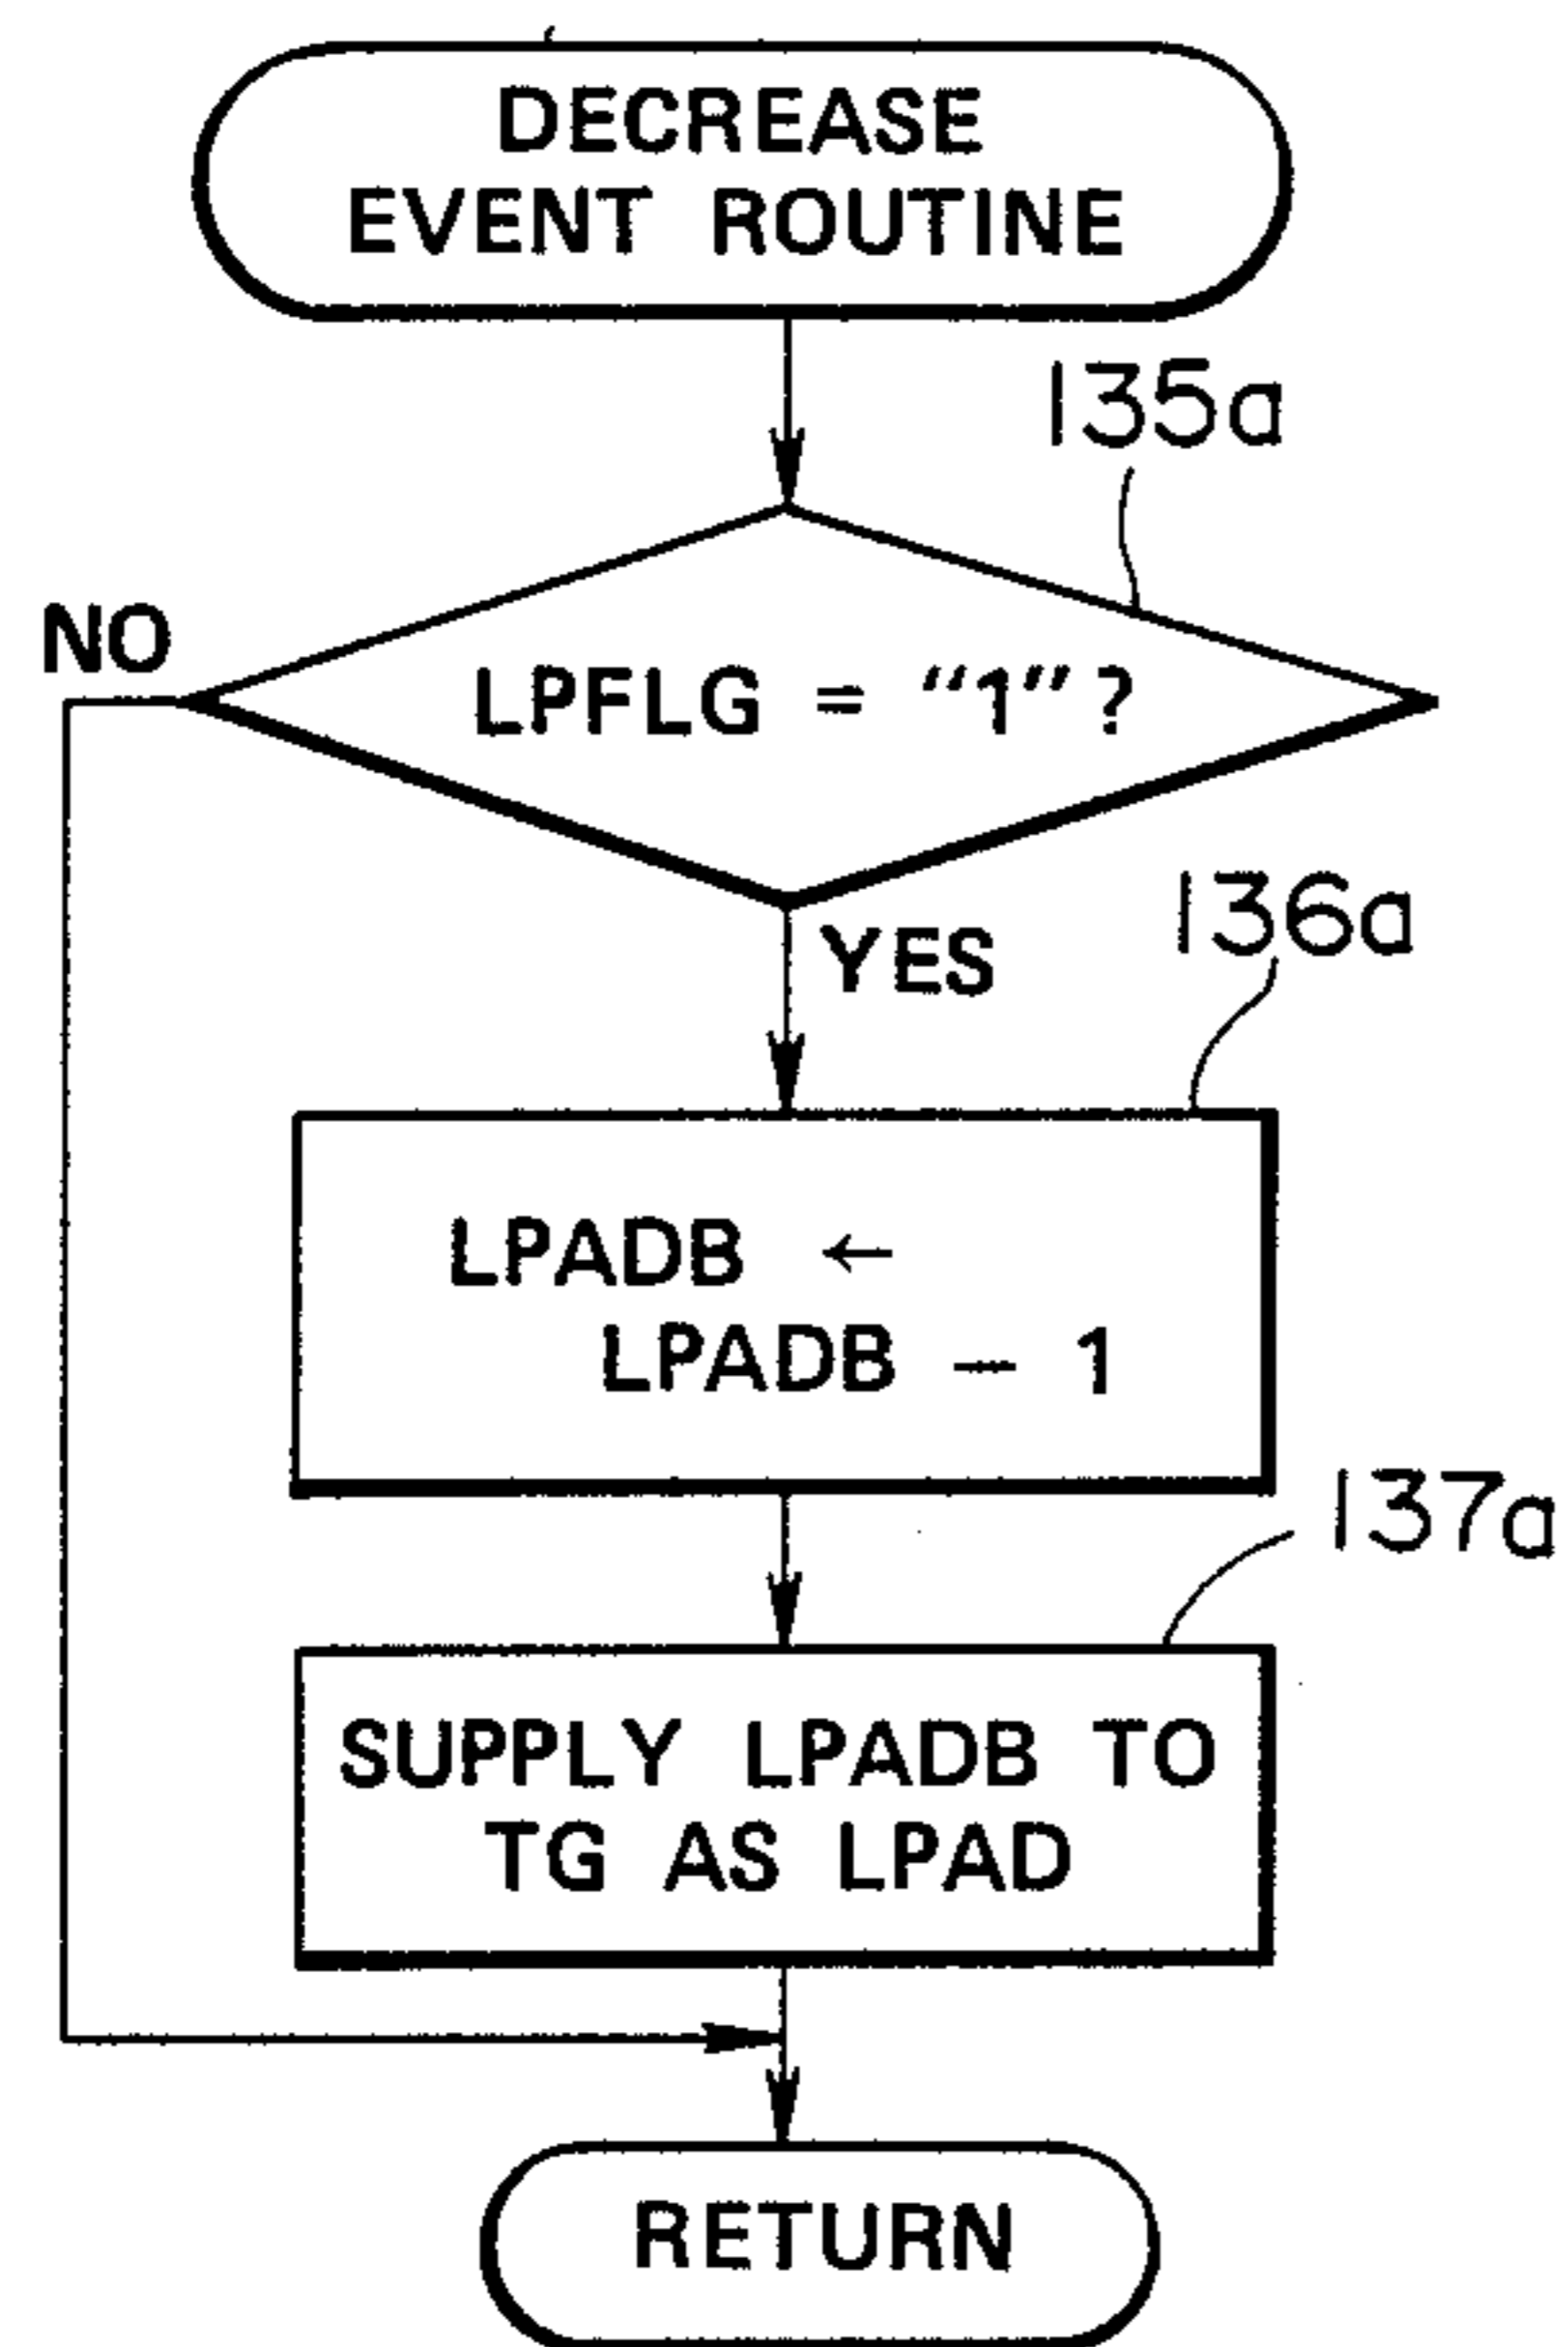 DECREASE
EVENT ROUTINE
135a
NO
LPFLG = "1"?
YES
136a
LPADB ←
LPADB – 1
137a
SUPPLY LPADB TO
TG AS LPAD
RETURN